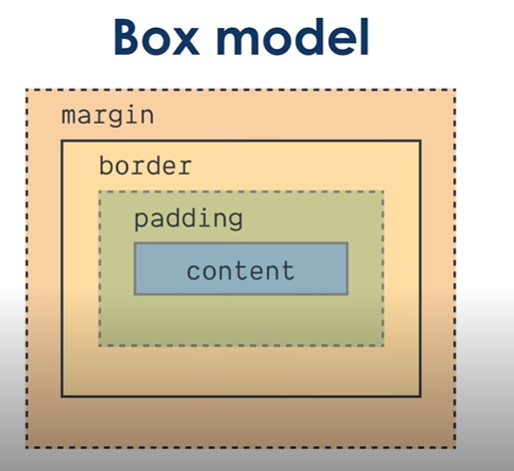 Box model
margin
border
padding
content